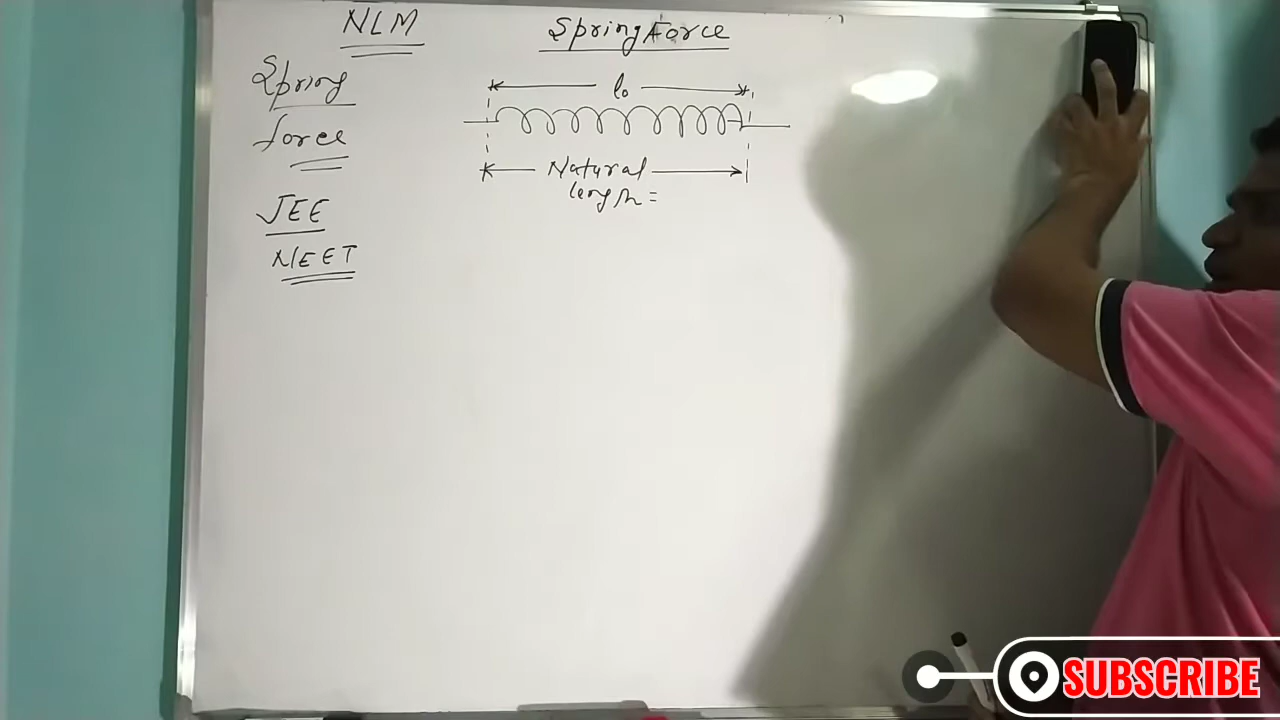 NLM
Spring Force
Spring
force
JEE
NEET
l₀
Natural
length =
SUBSCRIBE